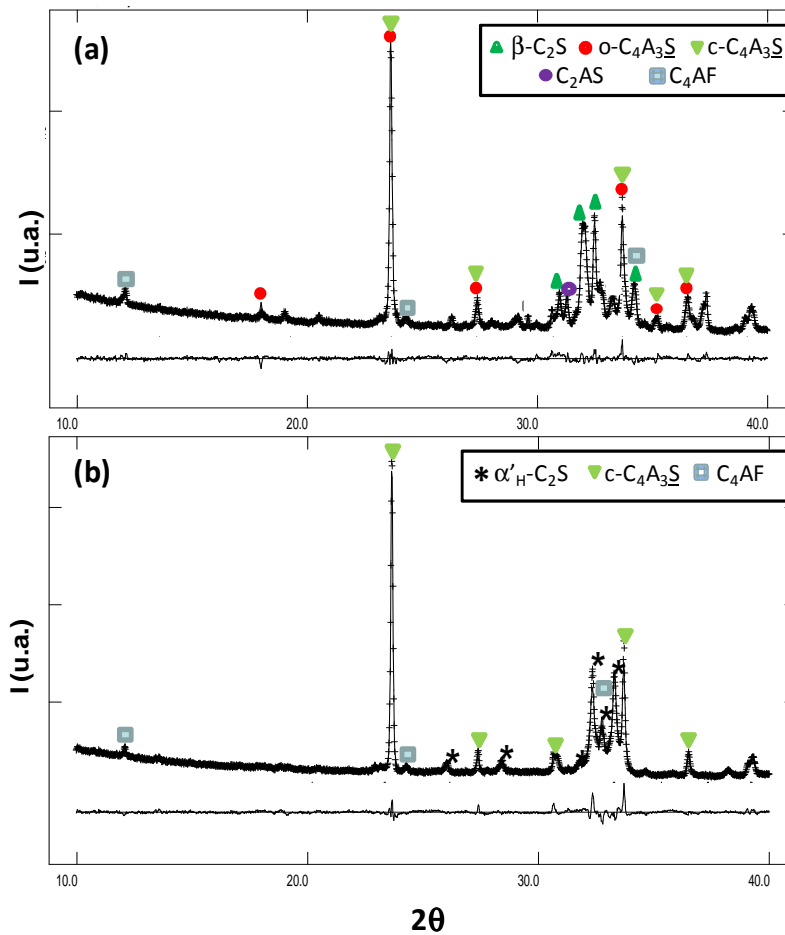 (a)
β-C₂S o-C₄A₃S̲ c-C₄A₃S̲
C₂AS C₄AF
I (u.a.)
10.0 20.0 30.0 40.0
(b)
* α'H-C₂S c-C₄A₃S̲ C₄AF
* * * * * *
I (u.a.)
10.0 20.0 30.0 40.0
2θ